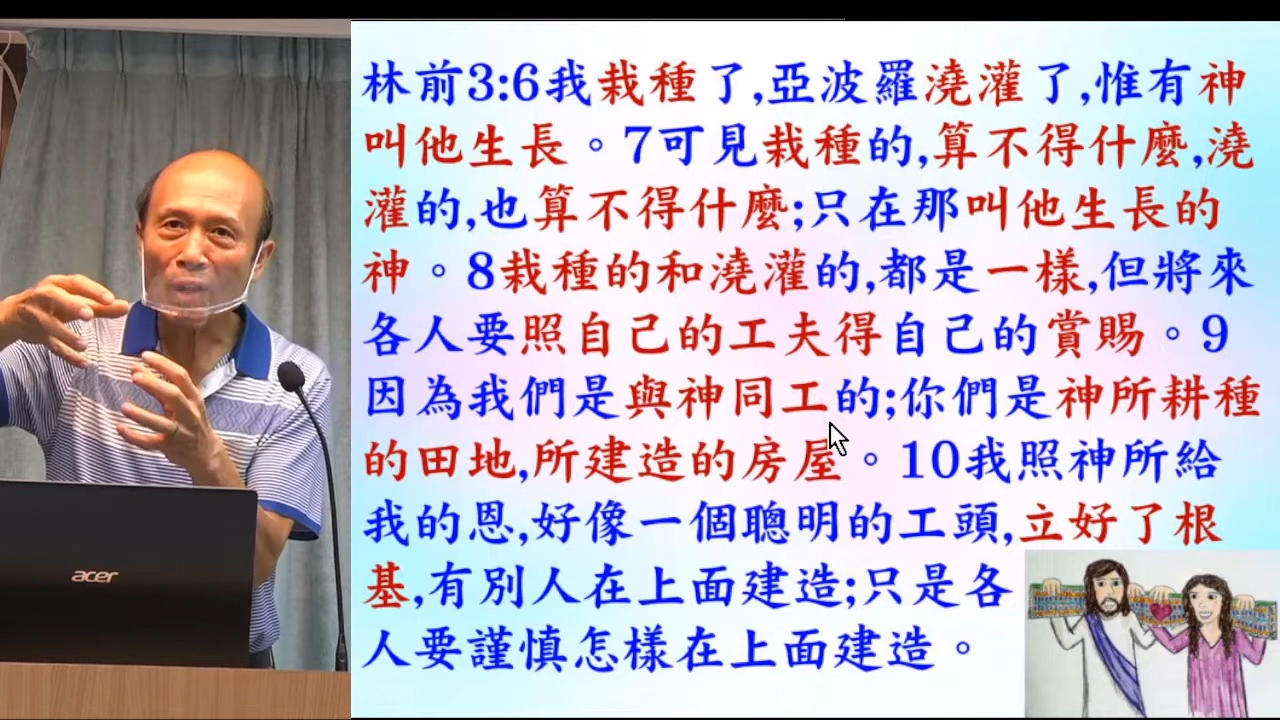 林前3:6我栽種了,亞波羅澆灌了,惟有神
叫他生長。7可見栽種的,算不得什麼,澆
灌的,也算不得什麼;只在那叫他生長的
神。8栽種的和澆灌的,都是一樣,但將來
各人要照自己的工夫得自己的賞賜。9
因為我們是與神同工的;你們是神所耕種
的田地,所建造的房屋。10我照神所給
我的恩,好像一個聰明的工頭,立好了根
基,有別人在上面建造;只是各
人要謹慎怎樣在上面建造。
acer